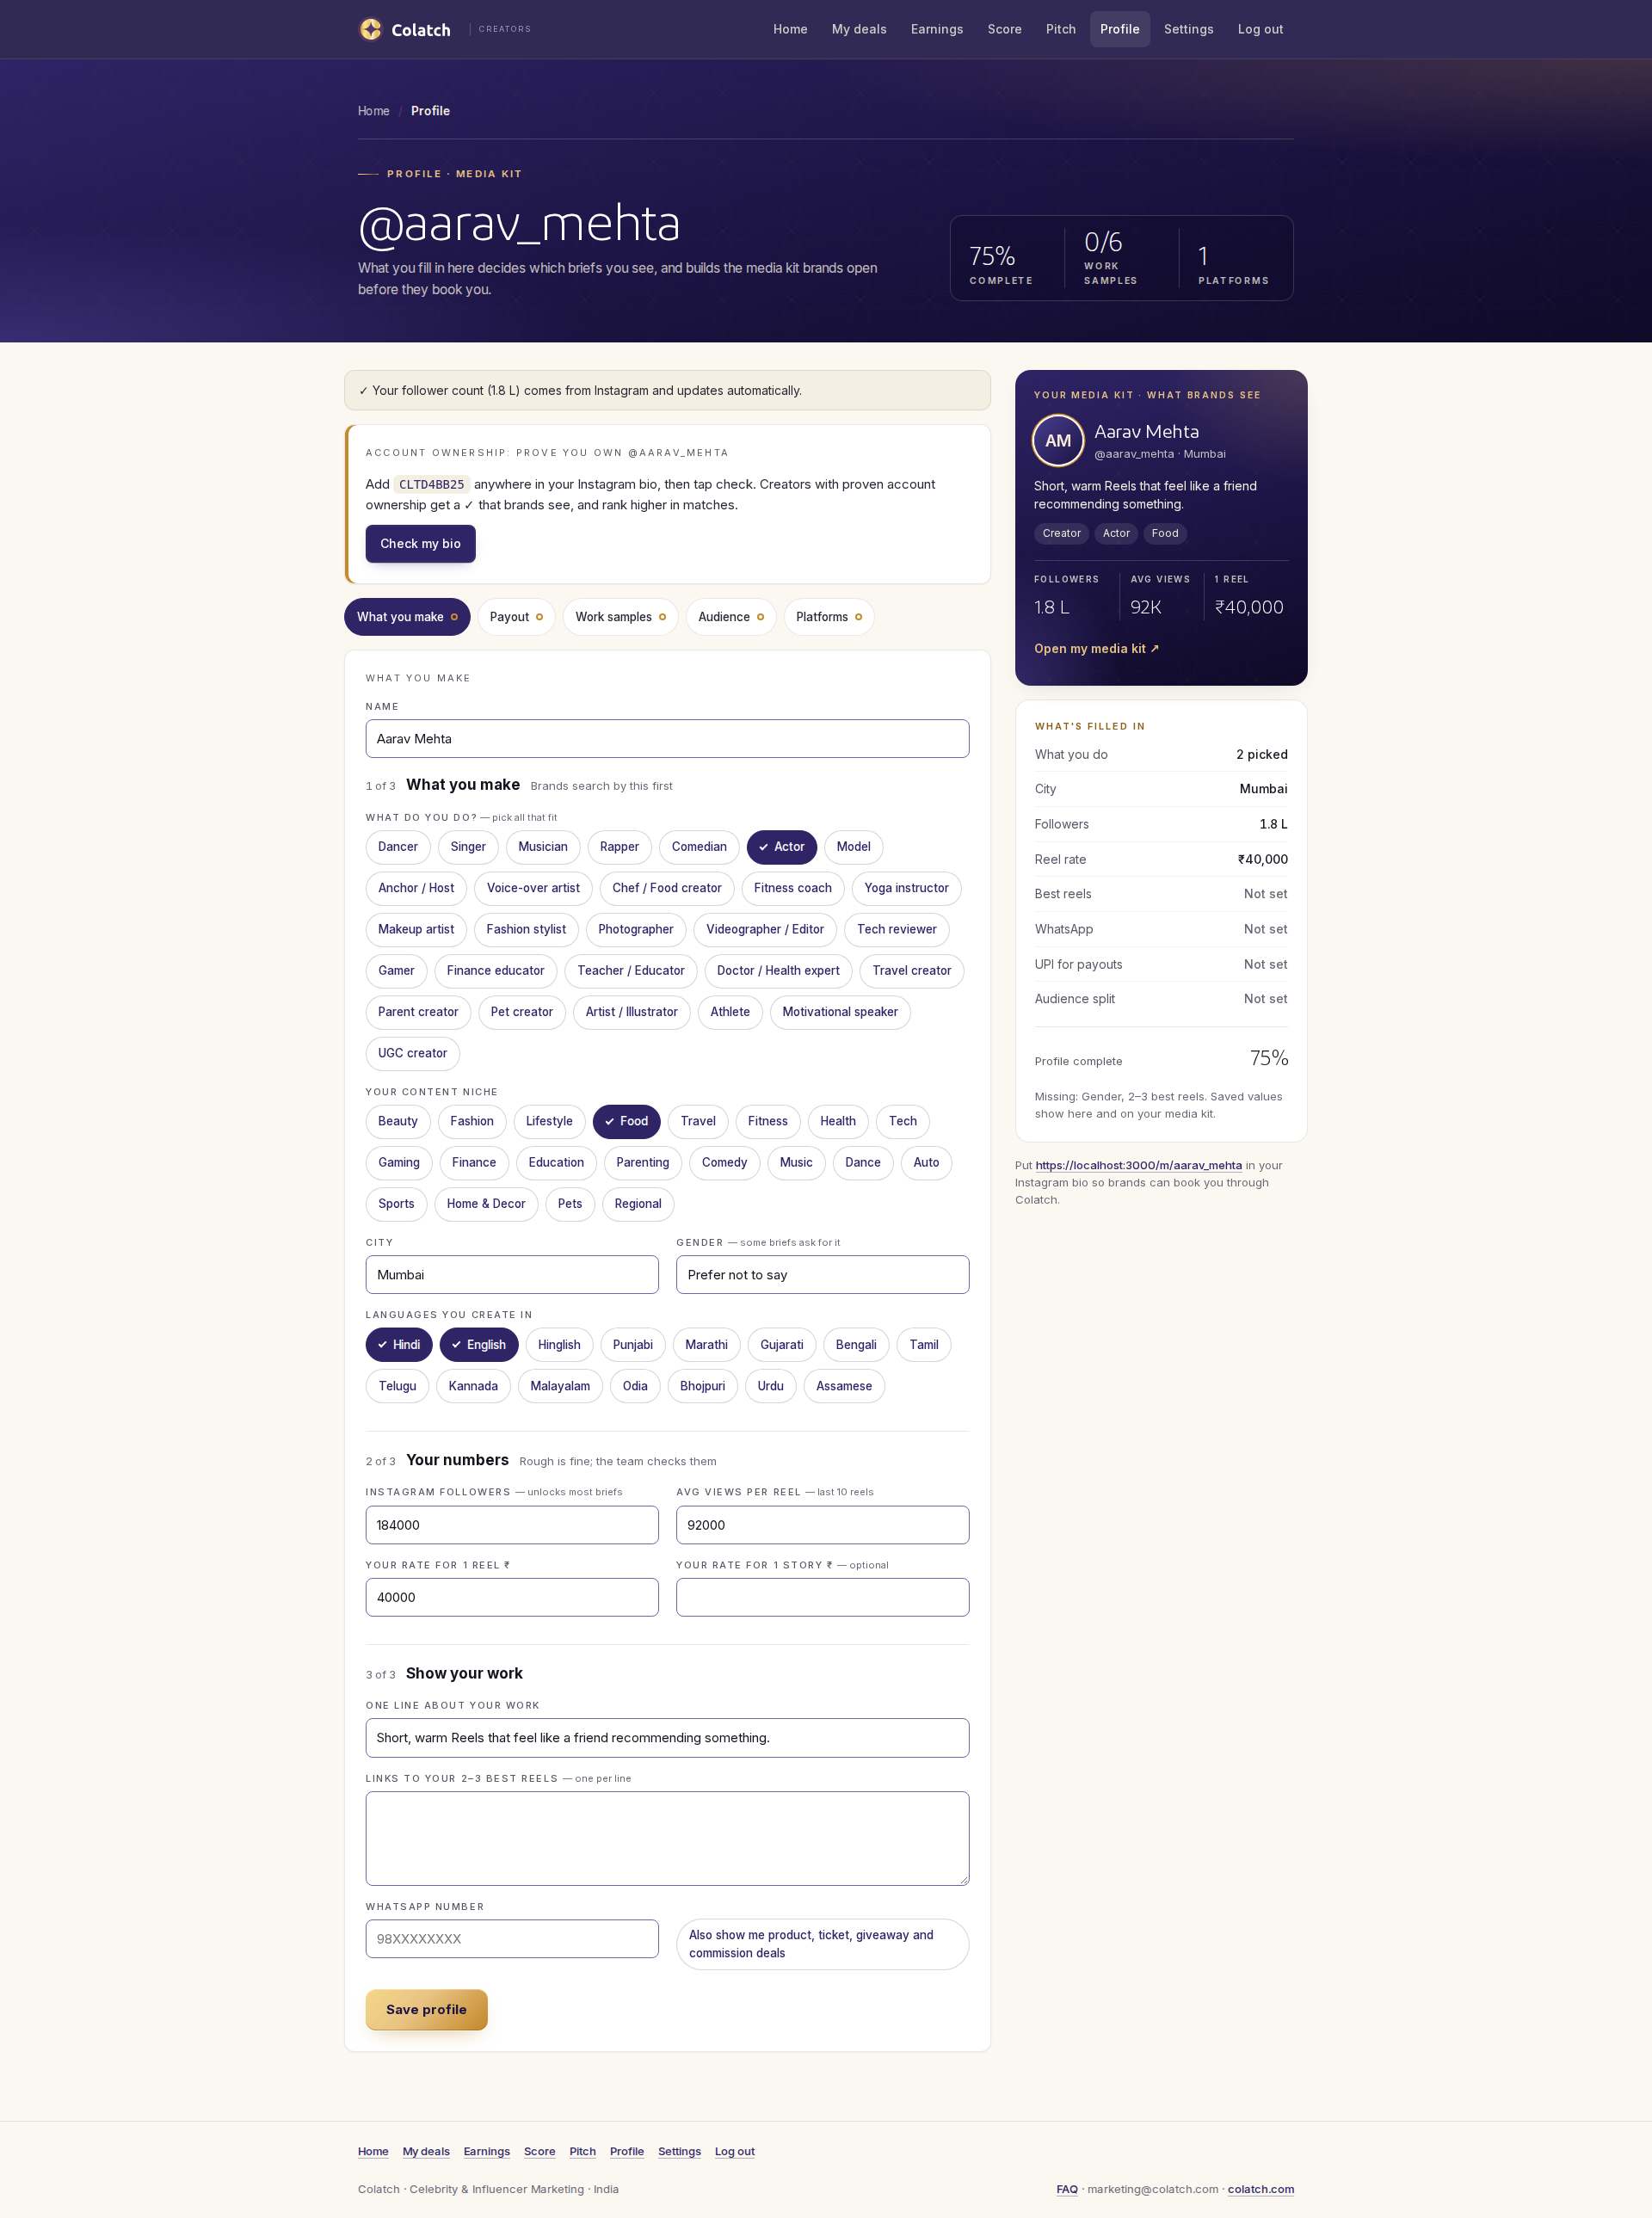 Colatch
CREATORS
Home
My deals
Earnings
Score
Pitch
Profile
Settings
Log out
Home / Profile
PROFILE · MEDIA KIT
@aarav_mehta
What you fill in here decides which briefs you see, and builds the media kit brands open
before they book you.
75%
COMPLETE
0/6
WORK
SAMPLES
1
PLATFORMS
✓ Your follower count (1.8 L) comes from Instagram and updates automatically.
ACCOUNT OWNERSHIP: PROVE YOU OWN @AARAV_MEHTA
Add CLTD4BB25 anywhere in your Instagram bio, then tap check. Creators with proven account
ownership get a ✓ that brands see, and rank higher in matches.
Check my bio
What you make
Payout
Work samples
Audience
Platforms
WHAT YOU MAKE
NAME
Aarav Mehta
1 of 3 What you make Brands search by this first
WHAT DO YOU DO? — pick all that fit
Dancer
Singer
Musician
Rapper
Comedian
✓ Actor
Model
Anchor / Host
Voice-over artist
Chef / Food creator
Fitness coach
Yoga instructor
Makeup artist
Fashion stylist
Photographer
Videographer / Editor
Tech reviewer
Gamer
Finance educator
Teacher / Educator
Doctor / Health expert
Travel creator
Parent creator
Pet creator
Artist / Illustrator
Athlete
Motivational speaker
UGC creator
YOUR CONTENT NICHE
Beauty
Fashion
Lifestyle
✓ Food
Travel
Fitness
Health
Tech
Gaming
Finance
Education
Parenting
Comedy
Music
Dance
Auto
Sports
Home & Decor
Pets
Regional
CITY
Mumbai
GENDER — some briefs ask for it
Prefer not to say
LANGUAGES YOU CREATE IN
✓ Hindi
✓ English
Hinglish
Punjabi
Marathi
Gujarati
Bengali
Tamil
Telugu
Kannada
Malayalam
Odia
Bhojpuri
Urdu
Assamese
2 of 3 Your numbers Rough is fine; the team checks them
INSTAGRAM FOLLOWERS — unlocks most briefs
184000
AVG VIEWS PER REEL — last 10 reels
92000
YOUR RATE FOR 1 REEL ₹
40000
YOUR RATE FOR 1 STORY ₹ — optional
3 of 3 Show your work
ONE LINE ABOUT YOUR WORK
Short, warm Reels that feel like a friend recommending something.
LINKS TO YOUR 2–3 BEST REELS — one per line
WHATSAPP NUMBER
98XXXXXXXX
Also show me product, ticket, giveaway and
commission deals
Save profile
YOUR MEDIA KIT · WHAT BRANDS SEE
AM
Aarav Mehta
@aarav_mehta · Mumbai
Short, warm Reels that feel like a friend
recommending something.
Creator
Actor
Food
FOLLOWERS
1.8 L
AVG VIEWS
92K
1 REEL
₹40,000
Open my media kit ↗
WHAT'S FILLED IN
What you do 2 picked
City Mumbai
Followers 1.8 L
Reel rate ₹40,000
Best reels Not set
WhatsApp Not set
UPI for payouts Not set
Audience split Not set
Profile complete 75%
Missing: Gender, 2–3 best reels. Saved values
show here and on your media kit.
Put https://localhost:3000/m/aarav_mehta in your
Instagram bio so brands can book you through
Colatch.
Home
My deals
Earnings
Score
Pitch
Profile
Settings
Log out
Colatch · Celebrity & Influencer Marketing · India
FAQ · marketing@colatch.com · colatch.com